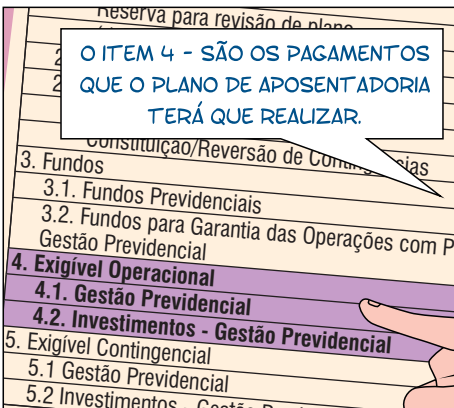 Reserva para revisão de plano
O ITEM 4 - SÃO OS PAGAMENTOS
QUE O PLANO DE APOSENTADORIA
TERÁ QUE REALIZAR.
2
2
Constituição/Reversão de Contingências
3. Fundos
3.1. Fundos Previdenciais
3.2. Fundos para Garantia das Operações com P
Gestão Previdencial
4. Exigível Operacional
4.1. Gestão Previdencial
4.2. Investimentos - Gestão Previdencial
5. Exigível Contingencial
5.1 Gestão Previdencial
5.2 Investimentos - Gestão